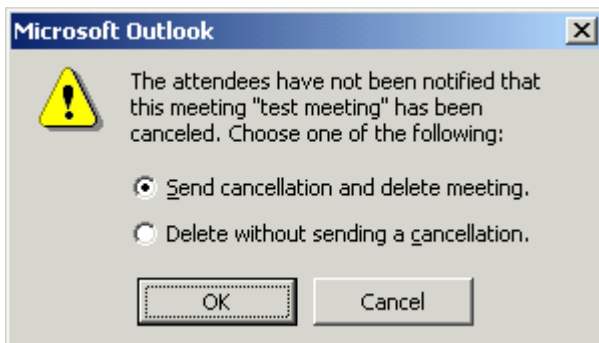 Microsoft Outlook
The attendees have not been notified that
this meeting "test meeting" has been
canceled. Choose one of the following:
Send cancellation and delete meeting.
Delete without sending a cancellation.
OK
Cancel